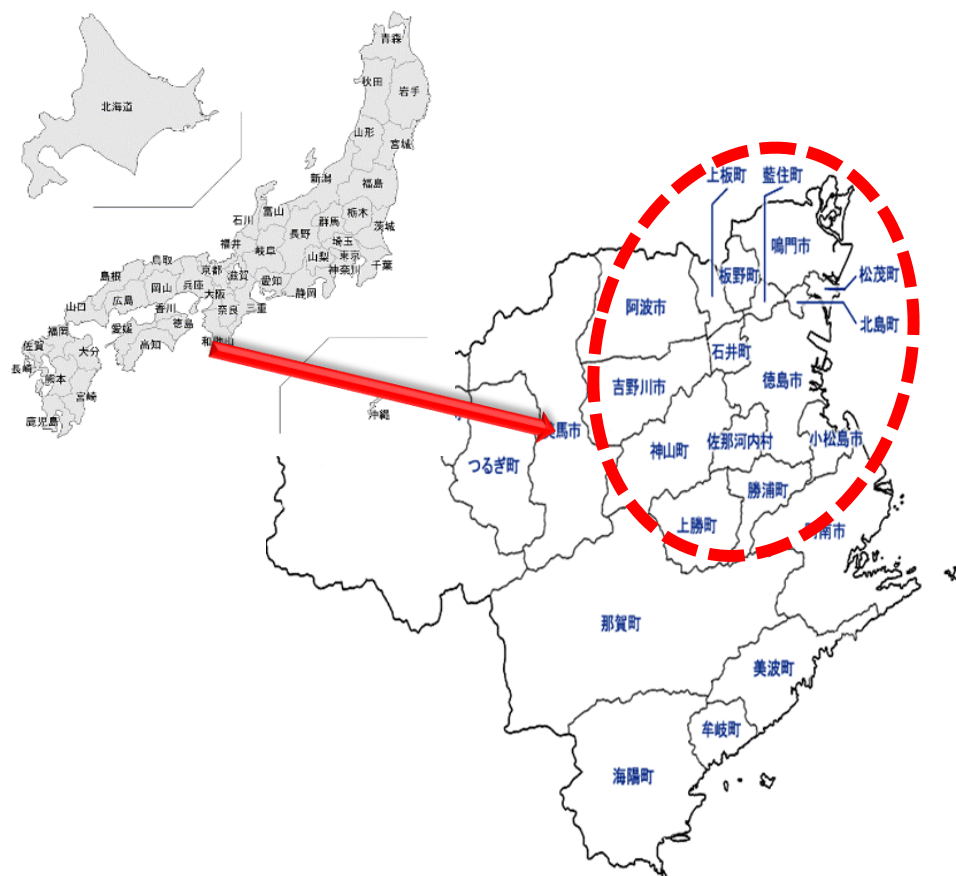 青森
秋田
岩手
北海道
山形
宮城
新潟
福島
富山
石川
群馬
栃木
長野
茨城
福井
岐阜
埼玉
山梨
東京
神奈川
千葉
鳥取
京都
滋賀
島根
岡山
兵庫
愛知
静岡
大阪
広島
山口
香川
奈良
三重
徳島
愛媛
福岡
高知
和歌山
佐賀
大分
長崎
熊本
宮崎
鹿児島
沖縄
上板町
藍住町
鳴門市
板野町
松茂町
阿波市
北島町
石井町
吉野川市
徳島市
美馬市
神山町
佐那河内村
小松島市
つるぎ町
勝浦町
上勝町
阿南市
那賀町
美波町
牟岐町
海陽町